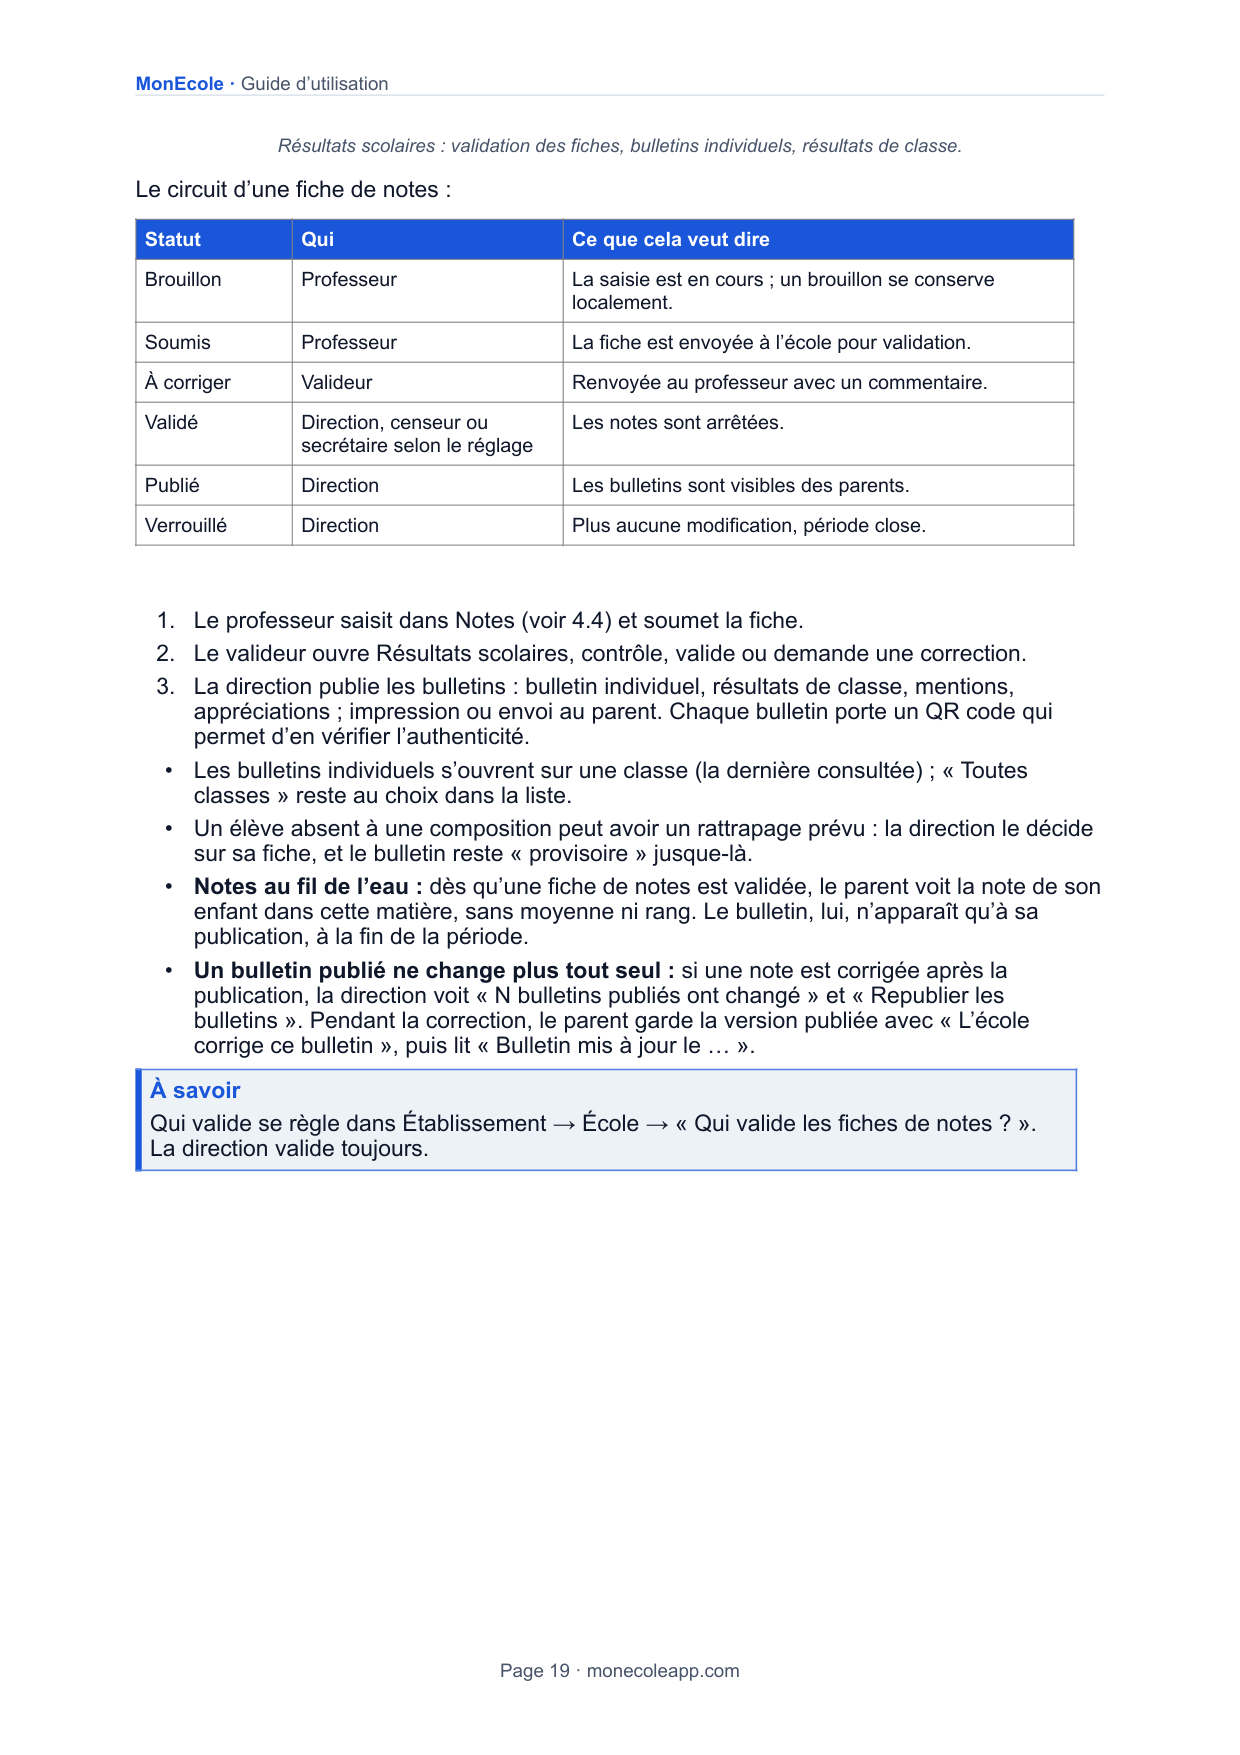 MonEcole · Guide d’utilisation
Résultats scolaires : validation des fiches, bulletins individuels, résultats de classe.
Le circuit d’une fiche de notes :
Statut Qui Ce que cela veut dire
Brouillon Professeur La saisie est en cours ; un brouillon se conserve
localement.
Soumis Professeur La fiche est envoyée à l’école pour validation.
À corriger Valideur Renvoyée au professeur avec un commentaire.
Validé Direction, censeur ou Les notes sont arrêtées.
secrétaire selon le réglage
Publié Direction Les bulletins sont visibles des parents.
Verrouillé Direction Plus aucune modification, période close.
1. Le professeur saisit dans Notes (voir 4.4) et soumet la fiche.
2. Le valideur ouvre Résultats scolaires, contrôle, valide ou demande une correction.
3. La direction publie les bulletins : bulletin individuel, résultats de classe, mentions,
appréciations ; impression ou envoi au parent. Chaque bulletin porte un QR code qui
permet d’en vérifier l’authenticité.
• Les bulletins individuels s’ouvrent sur une classe (la dernière consultée) ; « Toutes
classes » reste au choix dans la liste.
• Un élève absent à une composition peut avoir un rattrapage prévu : la direction le décide
sur sa fiche, et le bulletin reste « provisoire » jusque-là.
• Notes au fil de l’eau : dès qu’une fiche de notes est validée, le parent voit la note de son
enfant dans cette matière, sans moyenne ni rang. Le bulletin, lui, n’apparaît qu’à sa
publication, à la fin de la période.
• Un bulletin publié ne change plus tout seul : si une note est corrigée après la
publication, la direction voit « N bulletins publiés ont changé » et « Republier les
bulletins ». Pendant la correction, le parent garde la version publiée avec « L’école
corrige ce bulletin », puis lit « Bulletin mis à jour le … ».
À savoir
Qui valide se règle dans Établissement → École → « Qui valide les fiches de notes ? ».
La direction valide toujours.
Page 19 · monecoleapp.com